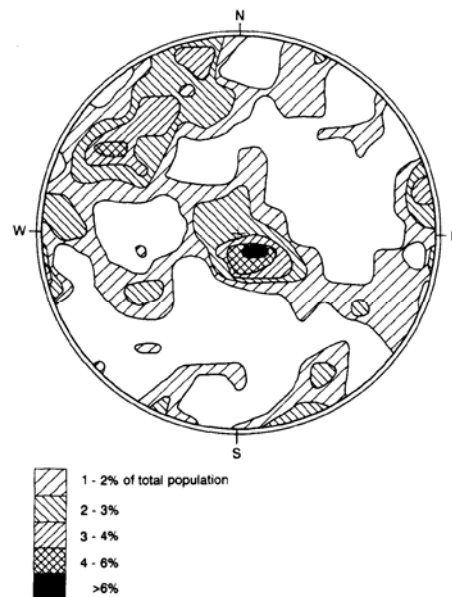 N
W
S
1 - 2% of total population
2 - 3%
3 - 4%
4 - 6%
>6%